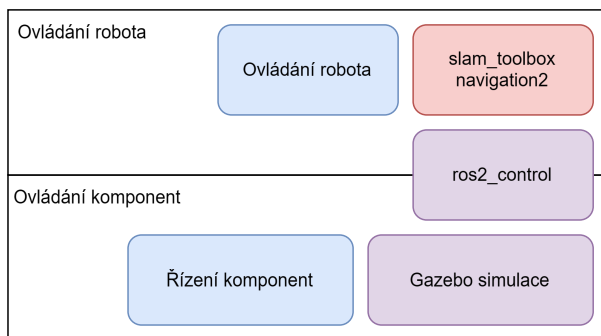 Ovládání robota
Ovládání robota
slam_toolbox
navigation2
ros2_control
Ovládání komponent
Řízení komponent
Gazebo simulace